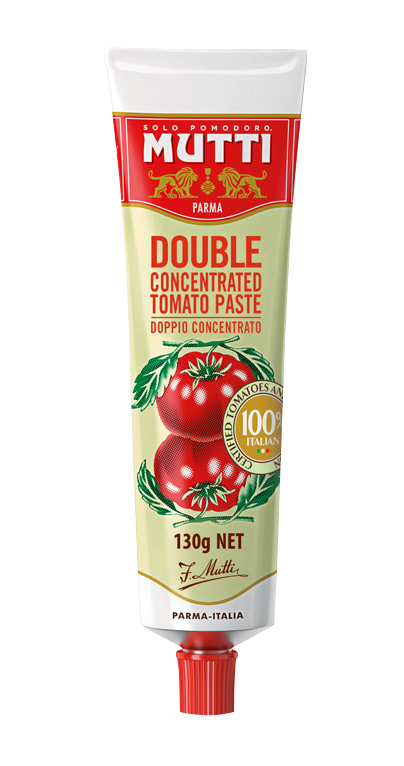 SOLO POMODORO.
MUTTI
PARMA
DOUBLE
CONCENTRATED
TOMATO PASTE
DOPPIO CONCENTRATO
CERTIFIED TOMATOES AN
100%
ITALIAN
130g NET
F. Mutti
PARMA-ITALIA